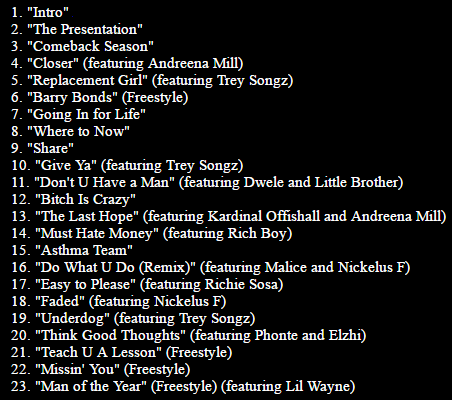 1. "Intro"
2. "The Presentation"
3. "Comeback Season"
4. "Closer" (featuring Andreena Mill)
5. "Replacement Girl" (featuring Trey Songz)
6. "Barry Bonds" (Freestyle)
7. "Going In for Life"
8. "Where to Now"
9. "Share"
10. "Give Ya" (featuring Trey Songz)
11. "Don't U Have a Man" (featuring Dwele and Little Brother)
12. "Bitch Is Crazy"
13. "The Last Hope" (featuring Kardinal Offishall and Andreena Mill)
14. "Must Hate Money" (featuring Rich Boy)
15. "Asthma Team"
16. "Do What U Do (Remix)" (featuring Malice and Nickelus F)
17. "Easy to Please" (featuring Richie Sosa)
18. "Faded" (featuring Nickelus F)
19. "Underdog" (featuring Trey Songz)
20. "Think Good Thoughts" (featuring Phonte and Elzhi)
21. "Teach U A Lesson" (Freestyle)
22. "Missin' You" (Freestyle)
23. "Man of the Year" (Freestyle) (featuring Lil Wayne)